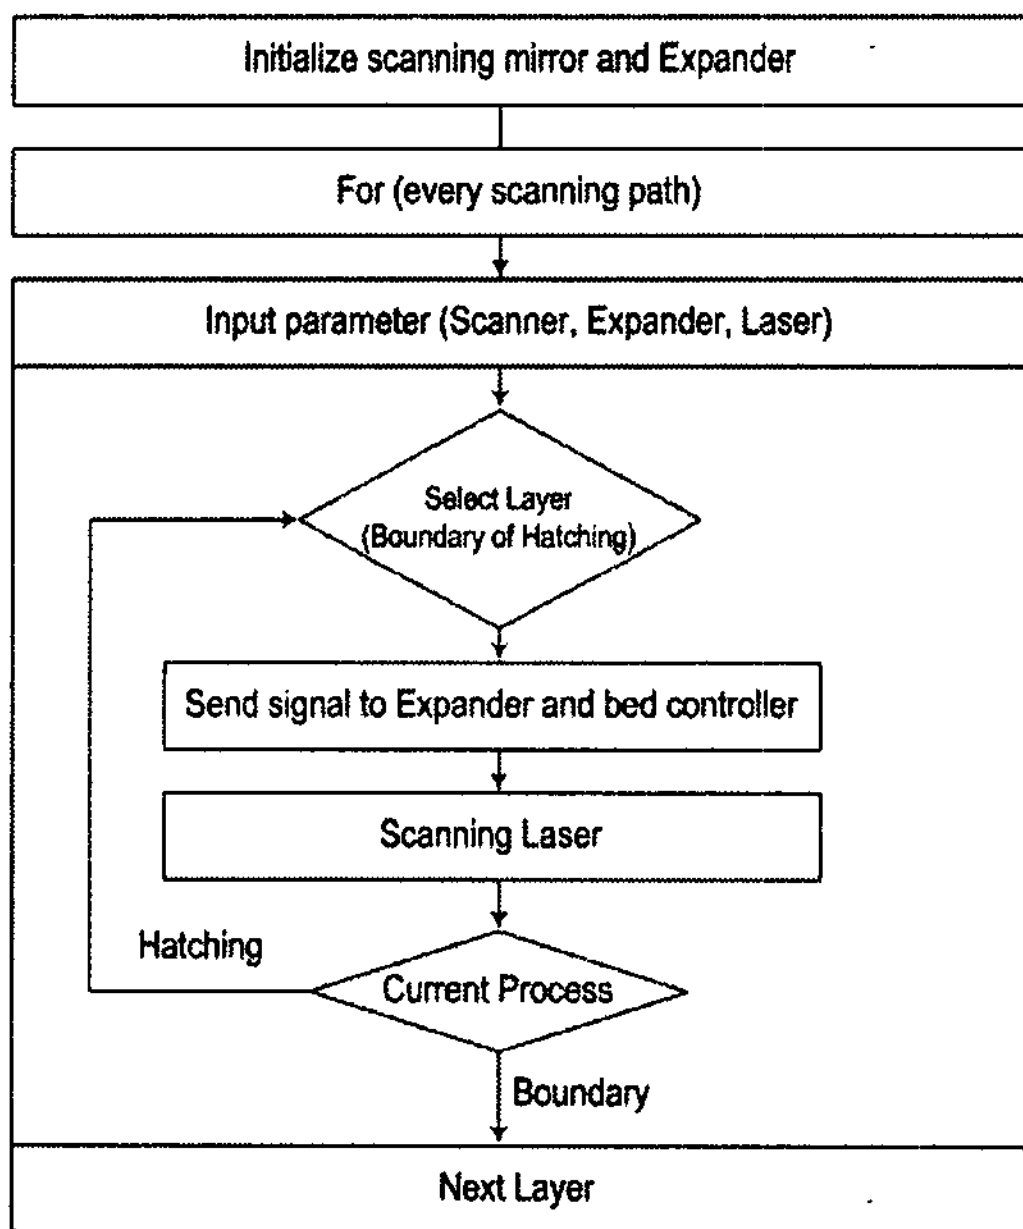 Initialize scanning mirror and Expander
For (every scanning path)
Input parameter (Scanner, Expander, Laser)
Select Layer
(Boundary of Hatching)
Send signal to Expander and bed controller
Scanning Laser
Hatching
Current Process
Boundary
Next Layer